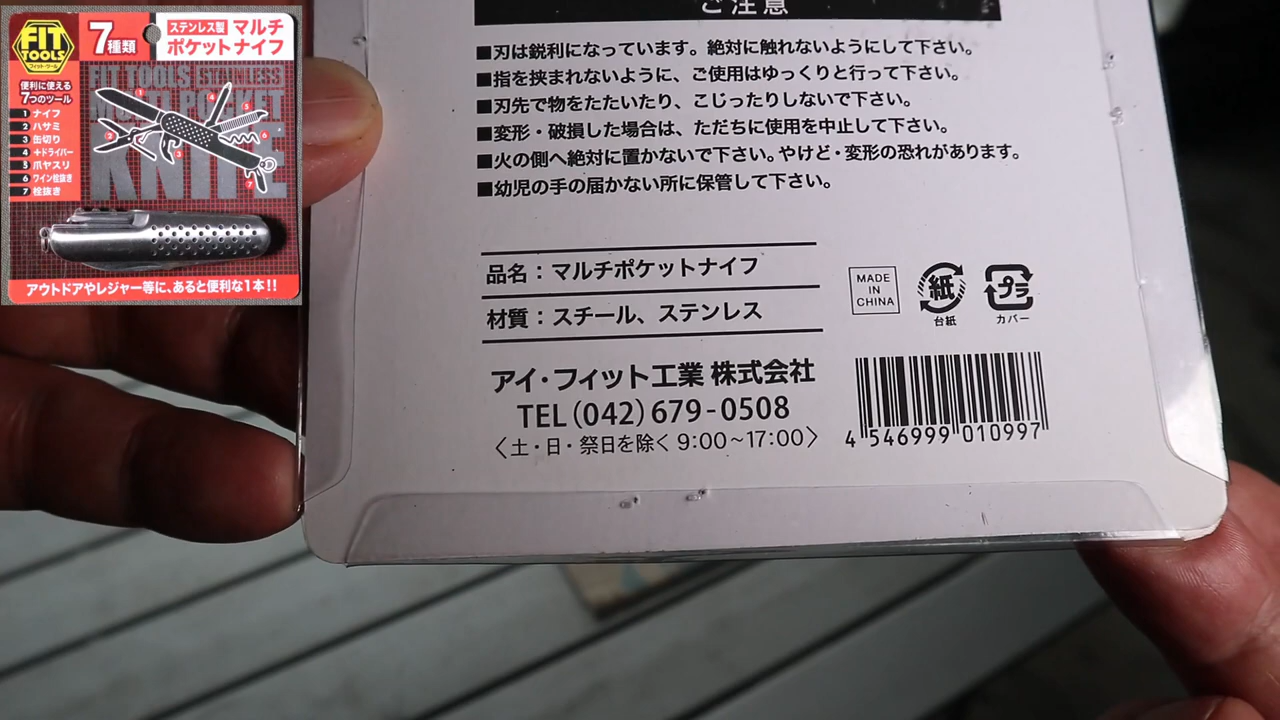 FIT
TOOLS
フィット・ツール
7種類
ステンレス製 マルチ
ポケットナイフ
便利に使える
7つのツール
1 ナイフ
2 ハサミ
3 缶切り
4 +ドライバー
5 爪ヤスリ
6 ワイン栓抜き
7 栓抜き
FIT TOOLS STAINLESS
MULTI POCKET
KNIFE
アウトドアやレジャー等に、あると便利な1本!!
ご注意
■刃は鋭利になっています。絶対に触れないようにして下さい。
■指を挟まれないように、ご使用はゆっくりと行って下さい。
■刃先で物をたたいたり、こじったりしないで下さい。
■変形・破損した場合は、ただちに使用を中止して下さい。
■火の側へ絶対に置かないで下さい。やけど・変形の恐れがあります。
■幼児の手の届かない所に保管して下さい。
品名：マルチポケットナイフ
材質：スチール、ステンレス
MADE
IN
CHINA
紙
台紙
プラ
カバー
アイ・フィット工業 株式会社
TEL(042)679-0508
〈土・日・祭日を除く 9:00~17:00〉
4 546999 010997